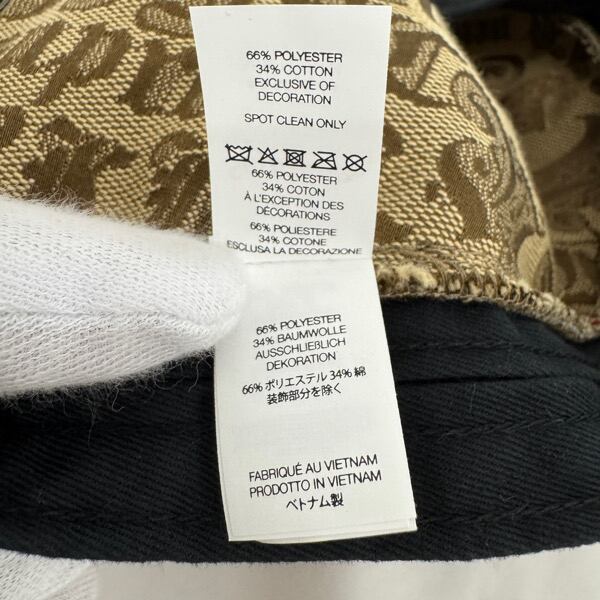 66% POLYESTER
34% COTTON
EXCLUSIVE OF
DECORATION
SPOT CLEAN ONLY
66% POLYESTER
34% COTON
À L'EXCEPTION DES
DÉCORATIONS
66% POLIESTERE
34% COTONE
ESCLUSA LA DECORAZIONE
66% POLYESTER
34% BAUMWOLLE
AUSSCHLIEßLICH
DEKORATION
66% ポリエステル 34% 綿
装飾部分を除く
FABRIQUÉ AU VIETNAM
PRODOTTO IN VIETNAM
ベトナム製